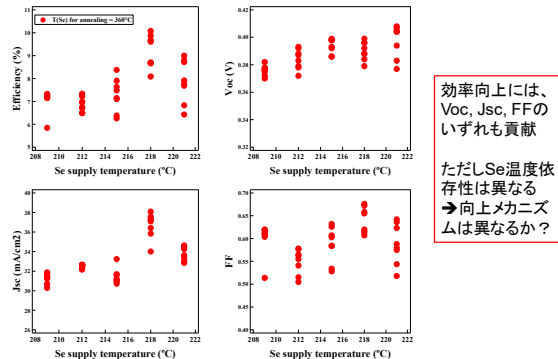 T(Se) for annealing = 360°C
Efficiency (%)
11
10
9
8
7
6
5
208 210 212 214 216 218 220 222
Se supply temperature (°C)
Voc (V)
0.44
0.40
0.36
0.32
208 210 212 214 216 218 220 222
Se supply temperature (°C)
Jsc (mA/cm2)
40
38
36
34
32
30
28
26
208 210 212 214 216 218 220 222
Se supply temperature (°C)
FF
0.70
0.65
0.60
0.55
0.50
0.45
0.40
208 210 212 214 216 218 220 222
Se supply temperature (°C)
効率向上には、
Voc, Jsc, FFの
いずれも貢献
ただしSe温度依
存性は異なる
➔向上メカニズ
ムは異なるか？